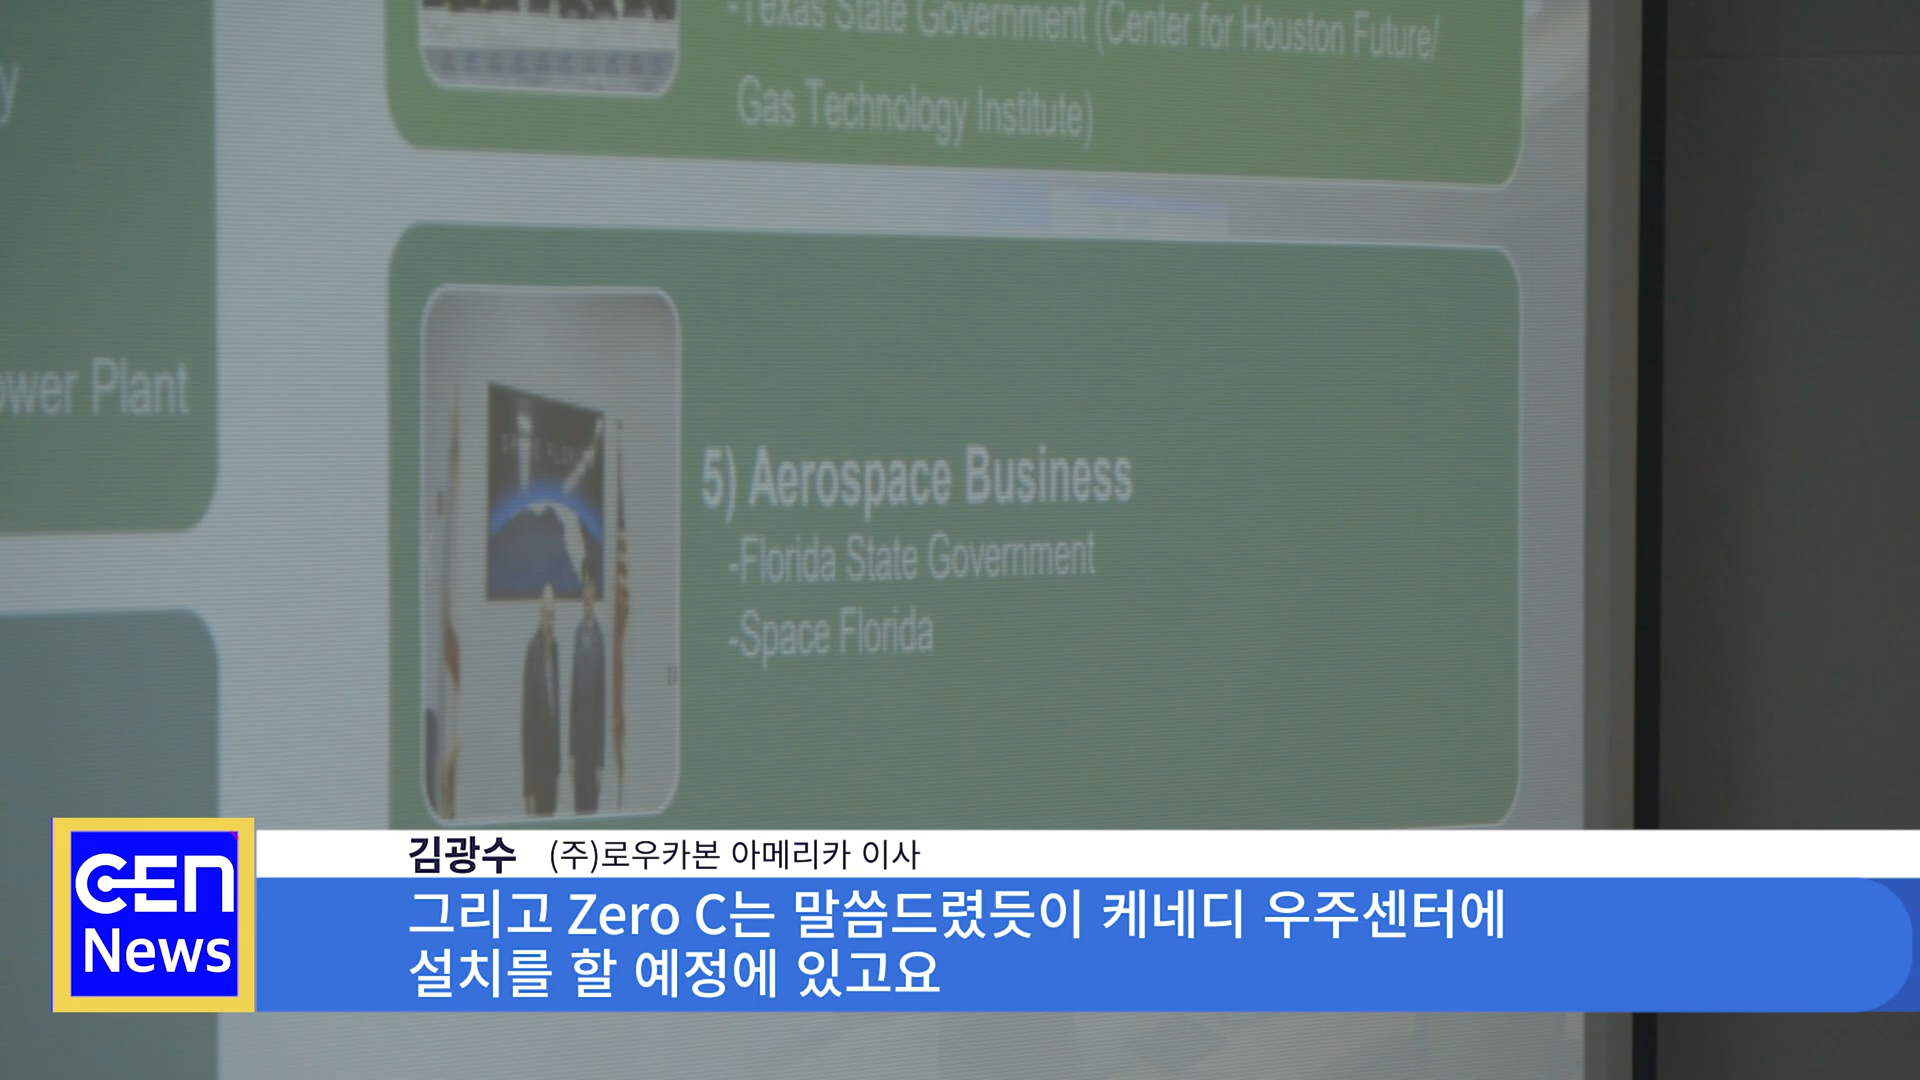 -Texas State Government (Center for Houston Future/
Gas Technology Institute)
y
ower Plant
5) Aerospace Business
-Florida State Government
-Space Florida
CEN
News
김광수 (주)로우카본 아메리카 이사
그리고 Zero C는 말씀드렸듯이 케네디 우주센터에
설치를 할 예정에 있고요